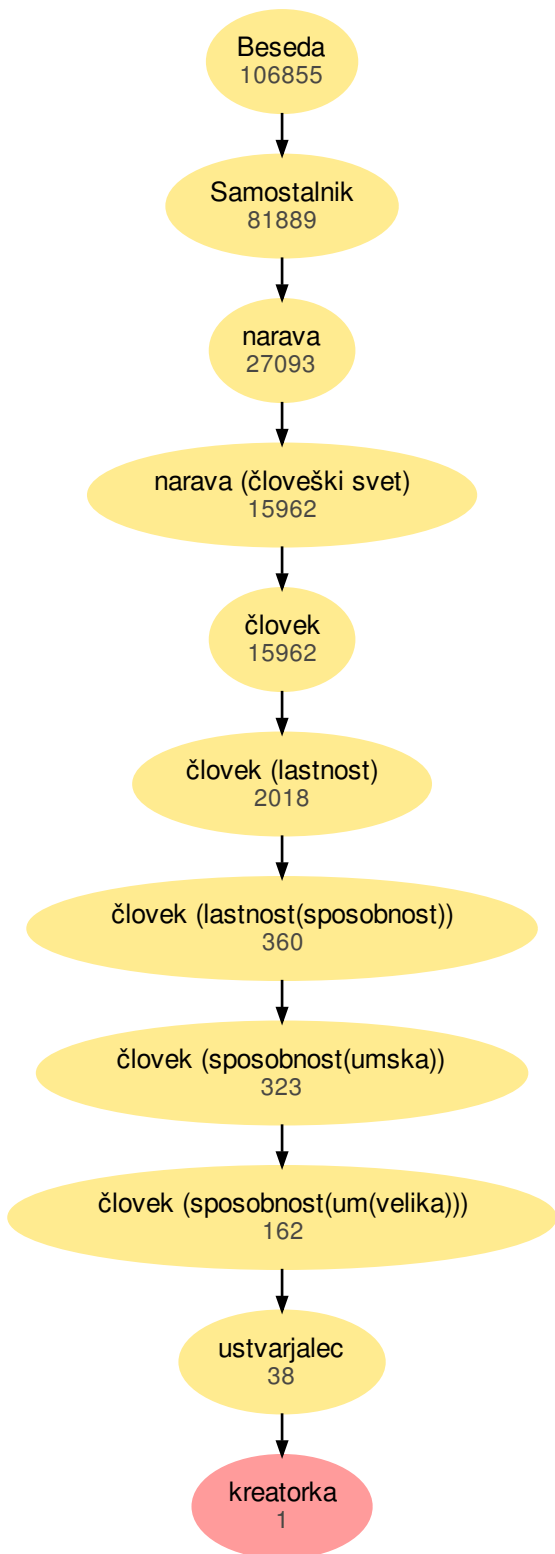 Beseda
106855
Samostalnik
81889
narava
27093
narava (človeški svet)
15962
človek
15962
človek (lastnost)
2018
človek (lastnost(sposobnost))
360
človek (sposobnost(umska))
323
človek (sposobnost(um(velika)))
162
ustvarjalec
38
kreatorka
1